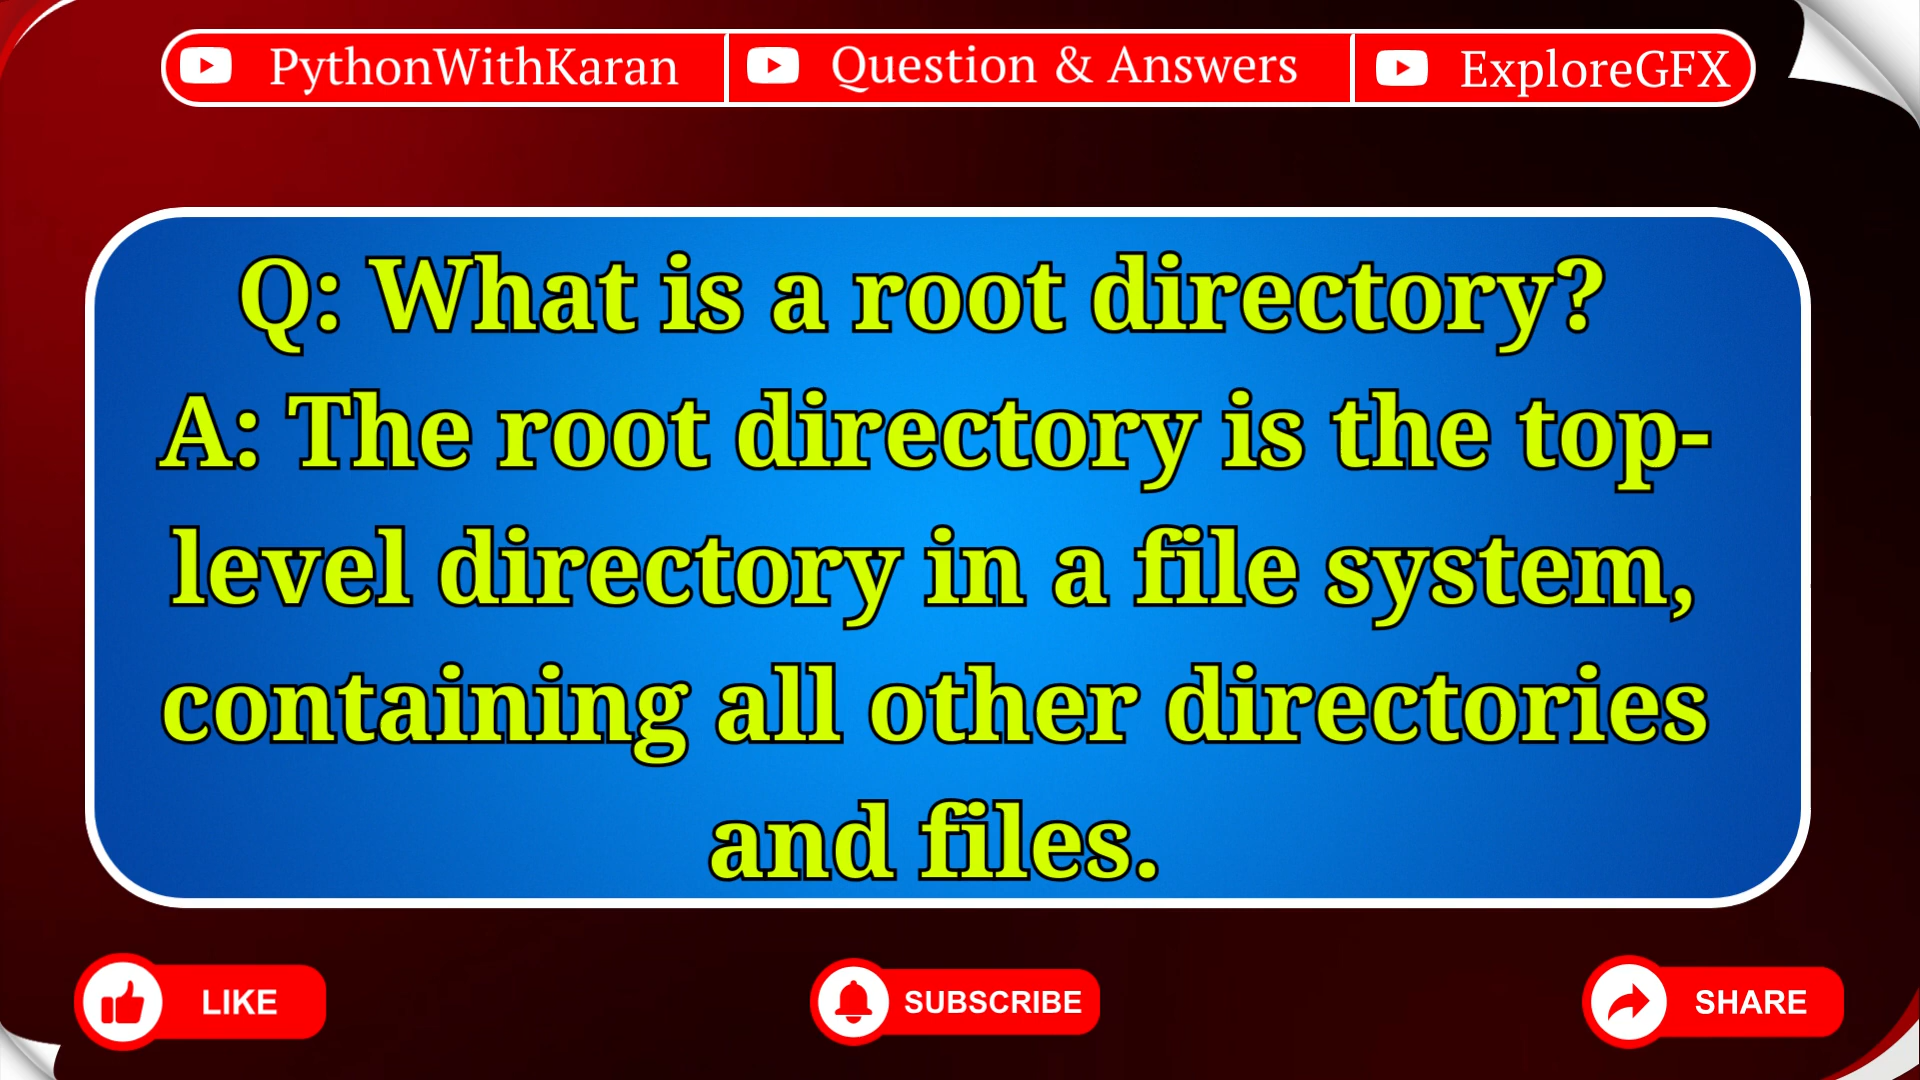 PythonWithKaran
Question & Answers
ExploreGFX
Q: What is a root directory?
A: The root directory is the top-
level directory in a file system,
containing all other directories
and files.
LIKE
SUBSCRIBE
SHARE